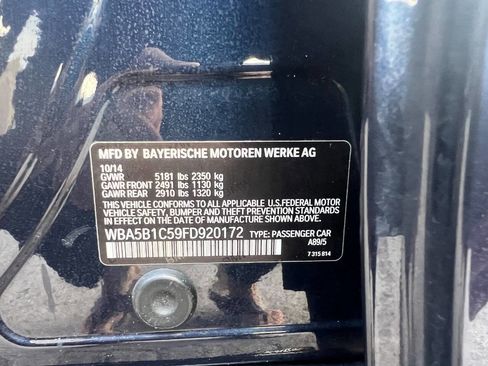 MFD BY BAYERISCHE MOTOREN WERKE AG
10/14
GVWR 5181 lbs 2350 kg
GAWR FRONT 2491 lbs 1130 kg
GAWR REAR 2910 lbs 1320 kg
THIS VEHICLE CONFORMS TO ALL APPLICABLE U.S.FEDERAL MOTOR
VEHICLE SAFETY, BUMPER, AND THEFT PREVENTION STANDARDS
IN EFFECT ON THE DATE OF MANUFACTURE SHOWN ABOVE.
WBA5B1C59FD920172 TYPE: PASSENGER CAR
A89/5
7 315 814